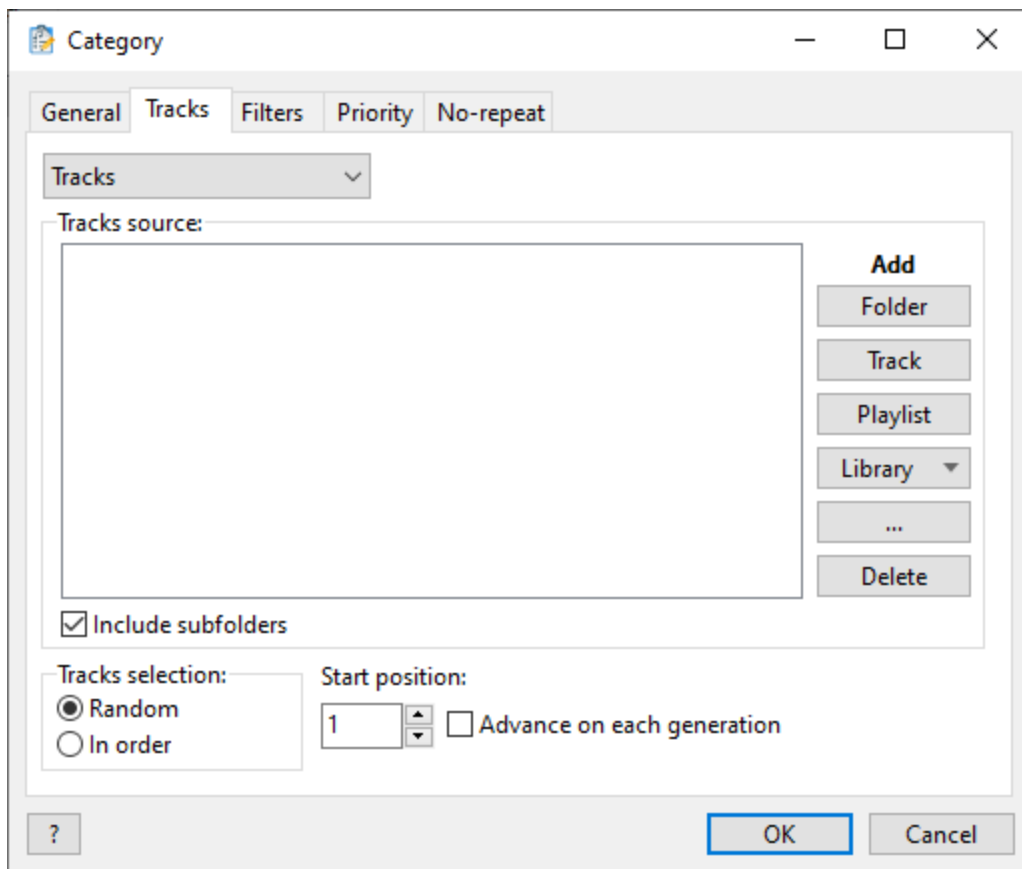 Category
General Tracks Filters Priority No-repeat
Tracks
Tracks source:
Add
Folder
Track
Playlist
Library
...
Delete
Include subfolders
Tracks selection:
Random
In order
Start position:
1
Advance on each generation
?
OK
Cancel